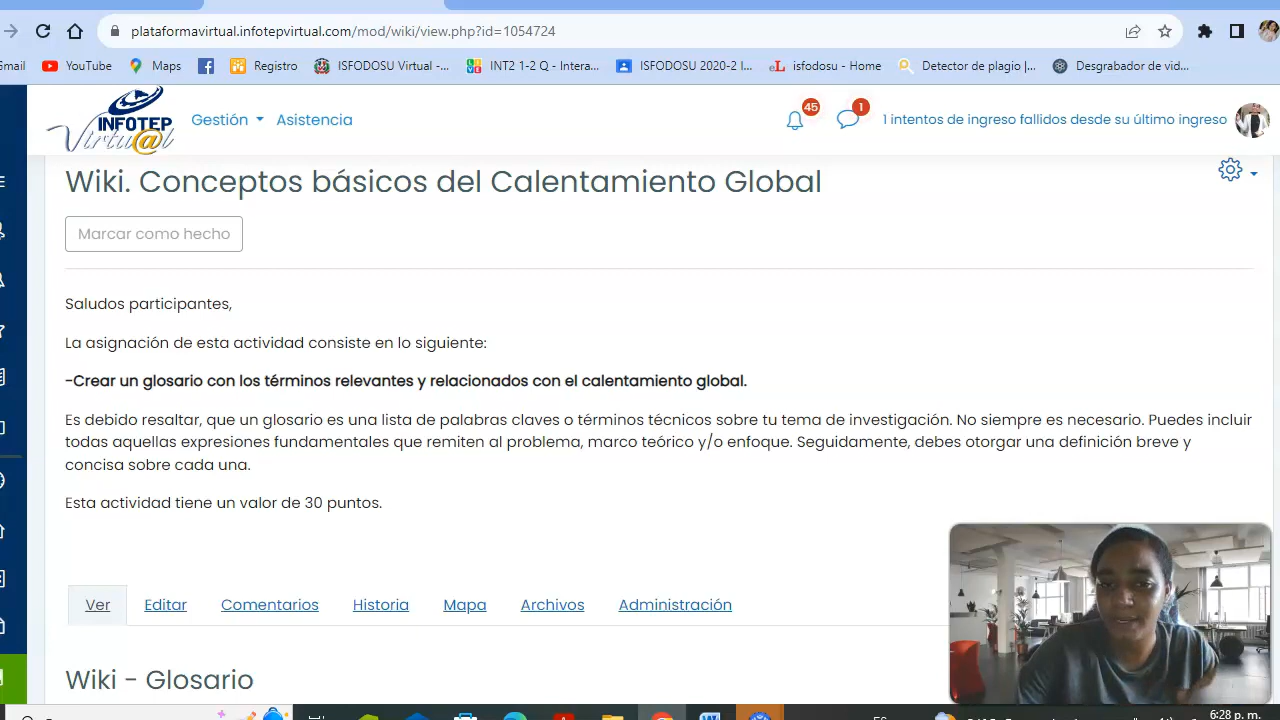 plataformavirtual.infotepvirtual.com/mod/wiki/view.php?id=1054724
Gmail YouTube Maps Registro ISFODOSU Virtual -... INT2 1-2 Q - Intera... ISFODOSU 2020-2 I... isfodosu - Home Detector de plagio |... Desgrabador de vid...
INFOTEP
Virtu@l
Gestión Asistencia 45 1 1 intentos de ingreso fallidos desde su último ingreso
Wiki. Conceptos básicos del Calentamiento Global
Marcar como hecho
Saludos participantes,
La asignación de esta actividad consiste en lo siguiente:
-Crear un glosario con los términos relevantes y relacionados con el calentamiento global.
Es debido resaltar, que un glosario es una lista de palabras claves o términos técnicos sobre tu tema de investigación. No siempre es necesario. Puedes incluir
todas aquellas expresiones fundamentales que remiten al problema, marco teórico y/o enfoque. Seguidamente, debes otorgar una definición breve y
concisa sobre cada una.
Esta actividad tiene un valor de 30 puntos.
Ver Editar Comentarios Historia Mapa Archivos Administración
Wiki - Glosario
6:28 p. m.